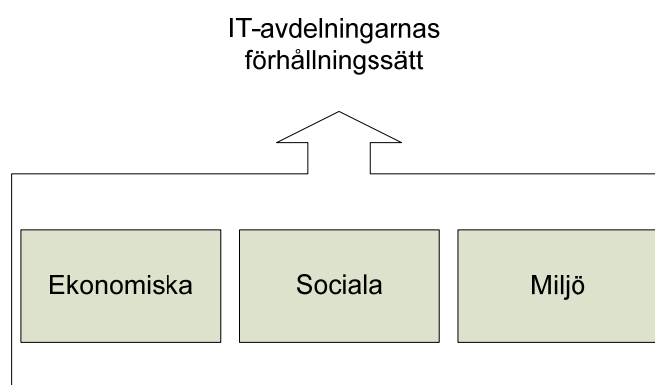 IT-avdelningarnas
förhållningssätt
Ekonomiska
Sociala
Miljö